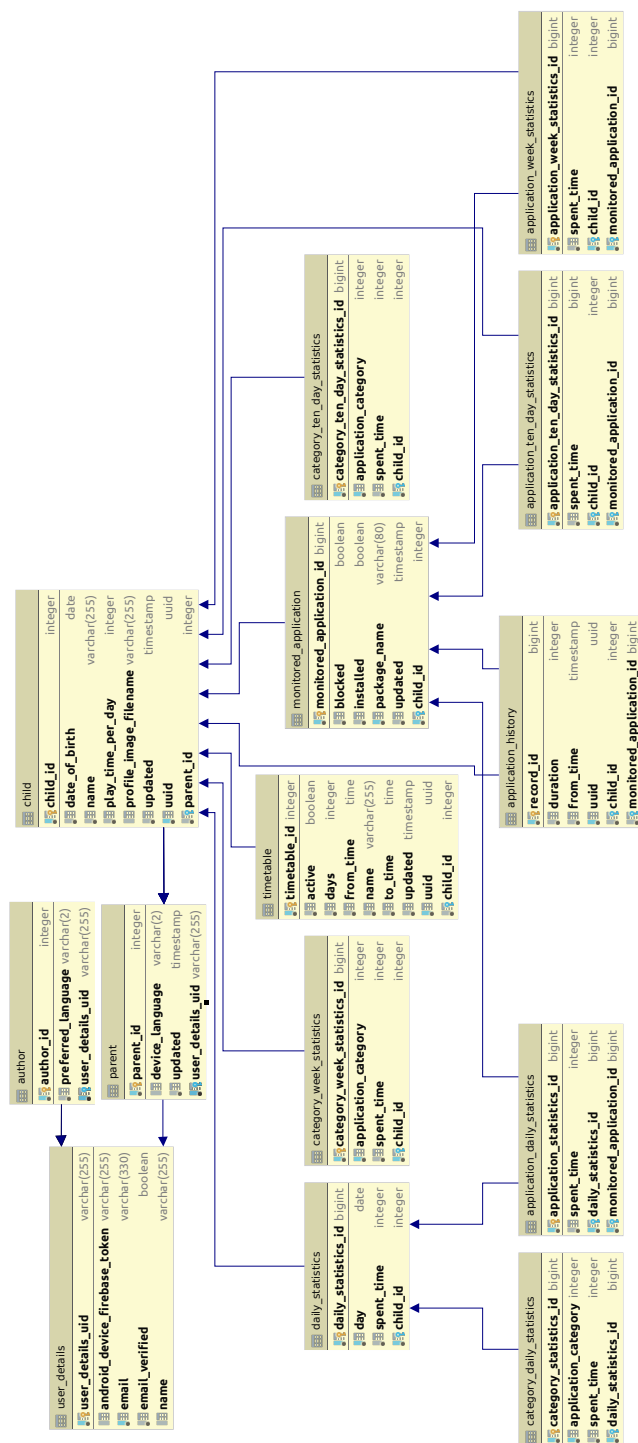 user_details
user_details_uid varchar(255)
android_device_firebase_token varchar(255)
email varchar(330)
email_verified boolean
name varchar(255)
author
author_id integer
preferred_language varchar(2)
user_details_uid varchar(255)
parent
parent_id integer
device_language varchar(2)
updated timestamp
user_details_uid varchar(255)
child
child_id integer
date_of_birth date
name varchar(255)
play_time_per_day integer
profile_image_filename varchar(255)
updated timestamp
uuid uuid
parent_id integer
daily_statistics
daily_statistics_id bigint
day date
spent_time integer
child_id integer
category_week_statistics
category_week_statistics_id bigint
application_category integer
spent_time integer
child_id integer
timetable
timetable_id integer
active boolean
days integer
from_time time
name varchar(255)
to_time time
updated timestamp
uuid uuid
child_id integer
monitored_application
monitored_application_id bigint
blocked boolean
installed boolean
package_name varchar(80)
updated timestamp
child_id integer
category_ten_day_statistics
category_ten_day_statistics_id bigint
application_category integer
spent_time integer
child_id integer
category_daily_statistics
category_statistics_id bigint
application_category integer
spent_time integer
daily_statistics_id bigint
application_daily_statistics
application_statistics_id bigint
spent_time integer
daily_statistics_id bigint
monitored_application_id bigint
application_history
record_id bigint
duration integer
from_time timestamp
uuid uuid
child_id integer
monitored_application_id bigint
application_ten_day_statistics
application_ten_day_statistics_id bigint
spent_time bigint
child_id integer
monitored_application_id bigint
application_week_statistics
application_week_statistics_id bigint
spent_time integer
child_id integer
monitored_application_id bigint